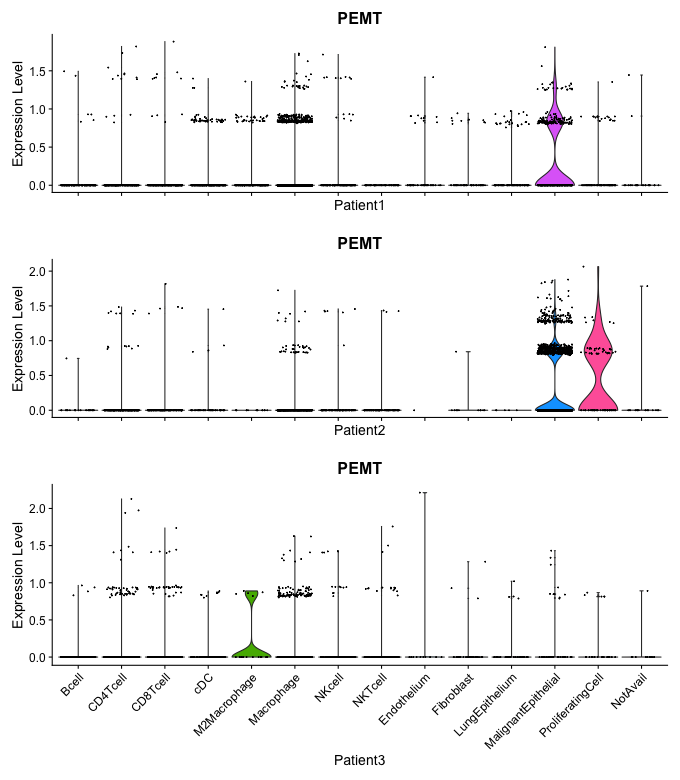 PEMT
Expression Level
1.5
1.0
0.5
0.0
Patient1
PEMT
Expression Level
2.0
1.5
1.0
0.5
0.0
Patient2
PEMT
Expression Level
2.0
1.5
1.0
0.5
0.0
Bcell
CD4Tcell
CD8Tcell
cDC
M2Macrophage
Macrophage
NKcell
NKTcell
Endothelium
Fibroblast
LungEpithelium
MalignantEpithelial
ProliferatingCell
NotAvail
Patient3